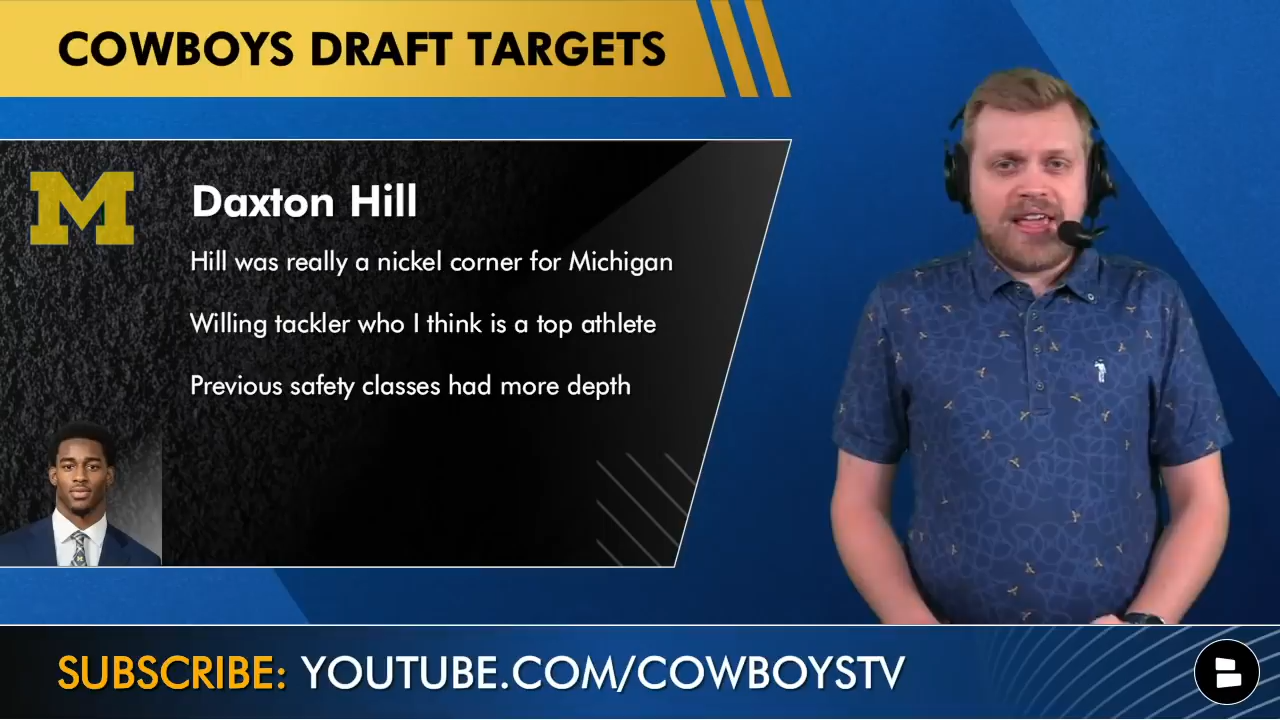 COWBOYS DRAFT TARGETS
M
Daxton Hill
Hill was really a nickel corner for Michigan
Willing tackler who I think is a top athlete
Previous safety classes had more depth
SUBSCRIBE: YOUTUBE.COM/COWBOYSTV